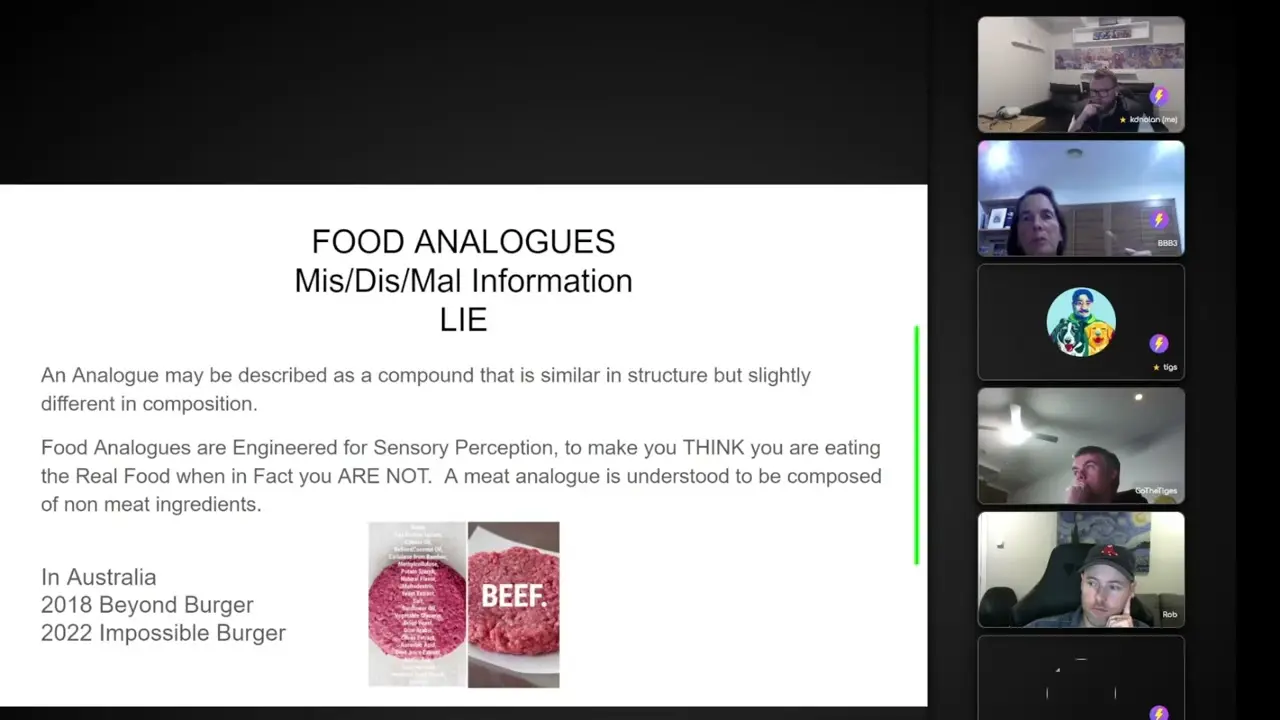 FOOD ANALOGUES
Mis/Dis/Mal Information
LIE
An Analogue may be described as a compound that is similar in structure but slightly
different in composition.
Food Analogues are Engineered for Sensory Perception, to make you THINK you are eating
the Real Food when in Fact you ARE NOT. A meat analogue is understood to be composed
of non meat ingredients.
In Australia
2018 Beyond Burger
2022 Impossible Burger
BEEF.
kdnolan (me)
BBB3
tigs
GoTheTiges
Rob